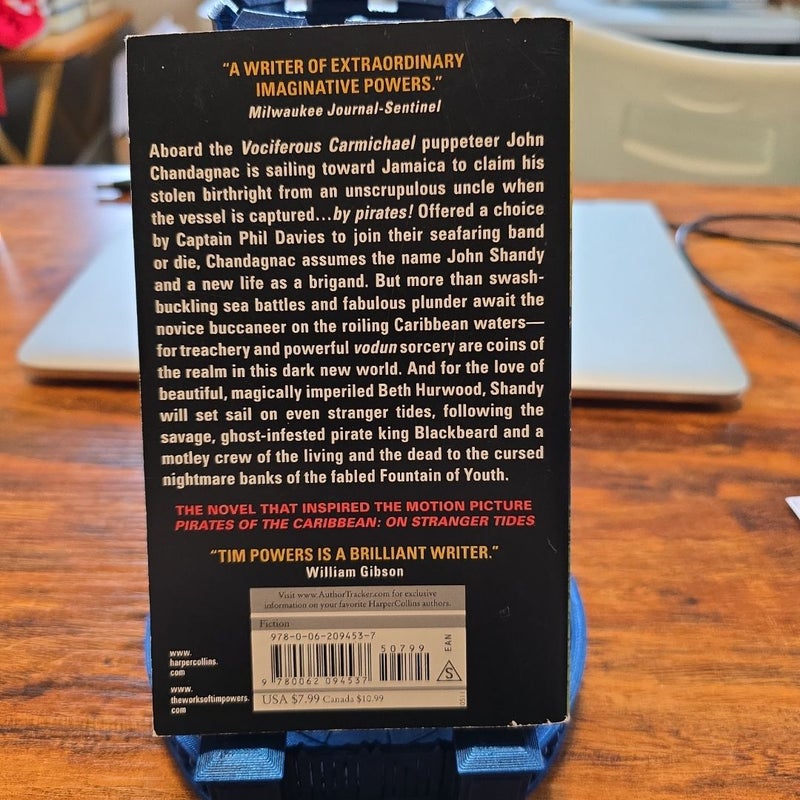 "A WRITER OF EXTRAORDINARY
IMAGINATIVE POWERS."
Milwaukee Journal-Sentinel
Aboard the Vociferous Carmichael puppeteer John
Chandagnac is sailing toward Jamaica to claim his
stolen birthright from an unscrupulous uncle when
the vessel is captured...by pirates! Offered a choice
by Captain Phil Davies to join their seafaring band
or die, Chandagnac assumes the name John Shandy
and a new life as a brigand. But more than swash-
buckling sea battles and fabulous plunder await the
novice buccaneer on the roiling Caribbean waters—
for treachery and powerful vodun sorcery are coins of
the realm in this dark new world. And for the love of
beautiful, magically imperiled Beth Hurwood, Shandy
will set sail on even stranger tides, following the
savage, ghost-infested pirate king Blackbeard and a
motley crew of the living and the dead to the cursed
nightmare banks of the fabled Fountain of Youth.
THE NOVEL THAT INSPIRED THE MOTION PICTURE
PIRATES OF THE CARIBBEAN: ON STRANGER TIDES
"TIM POWERS IS A BRILLIANT WRITER."
William Gibson
Visit www.AuthorTracker.com for exclusive
information on your favorite HarperCollins authors.
Fiction
978-0-06-209453-7
50799
EAN
9 780062 094537
S
USA $7.99 Canada $10.99
0511
www.
harpercollins.
com
www.
theworksoftimpowers.
com